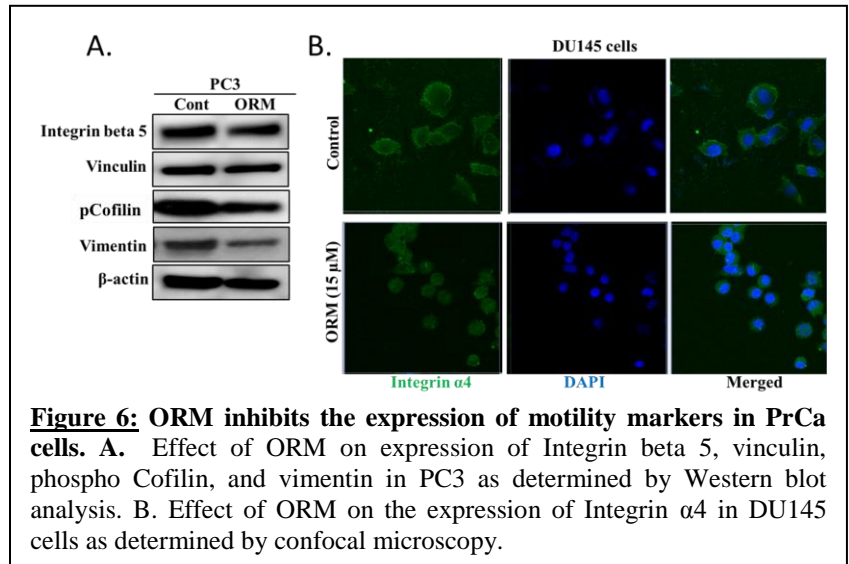 A.
PC3
Cont ORM
Integrin beta 5
Vinculin
pCofilin
Vimentin
β-actin
B.
DU145 cells
Control
ORM (15 µM)
Integrin α4 DAPI Merged
Figure 6: ORM inhibits the expression of motility markers in PrCa
cells. A. Effect of ORM on expression of Integrin beta 5, vinculin,
phospho Cofilin, and vimentin in PC3 as determined by Western blot
analysis. B. Effect of ORM on the expression of Integrin α4 in DU145
cells as determined by confocal microscopy.